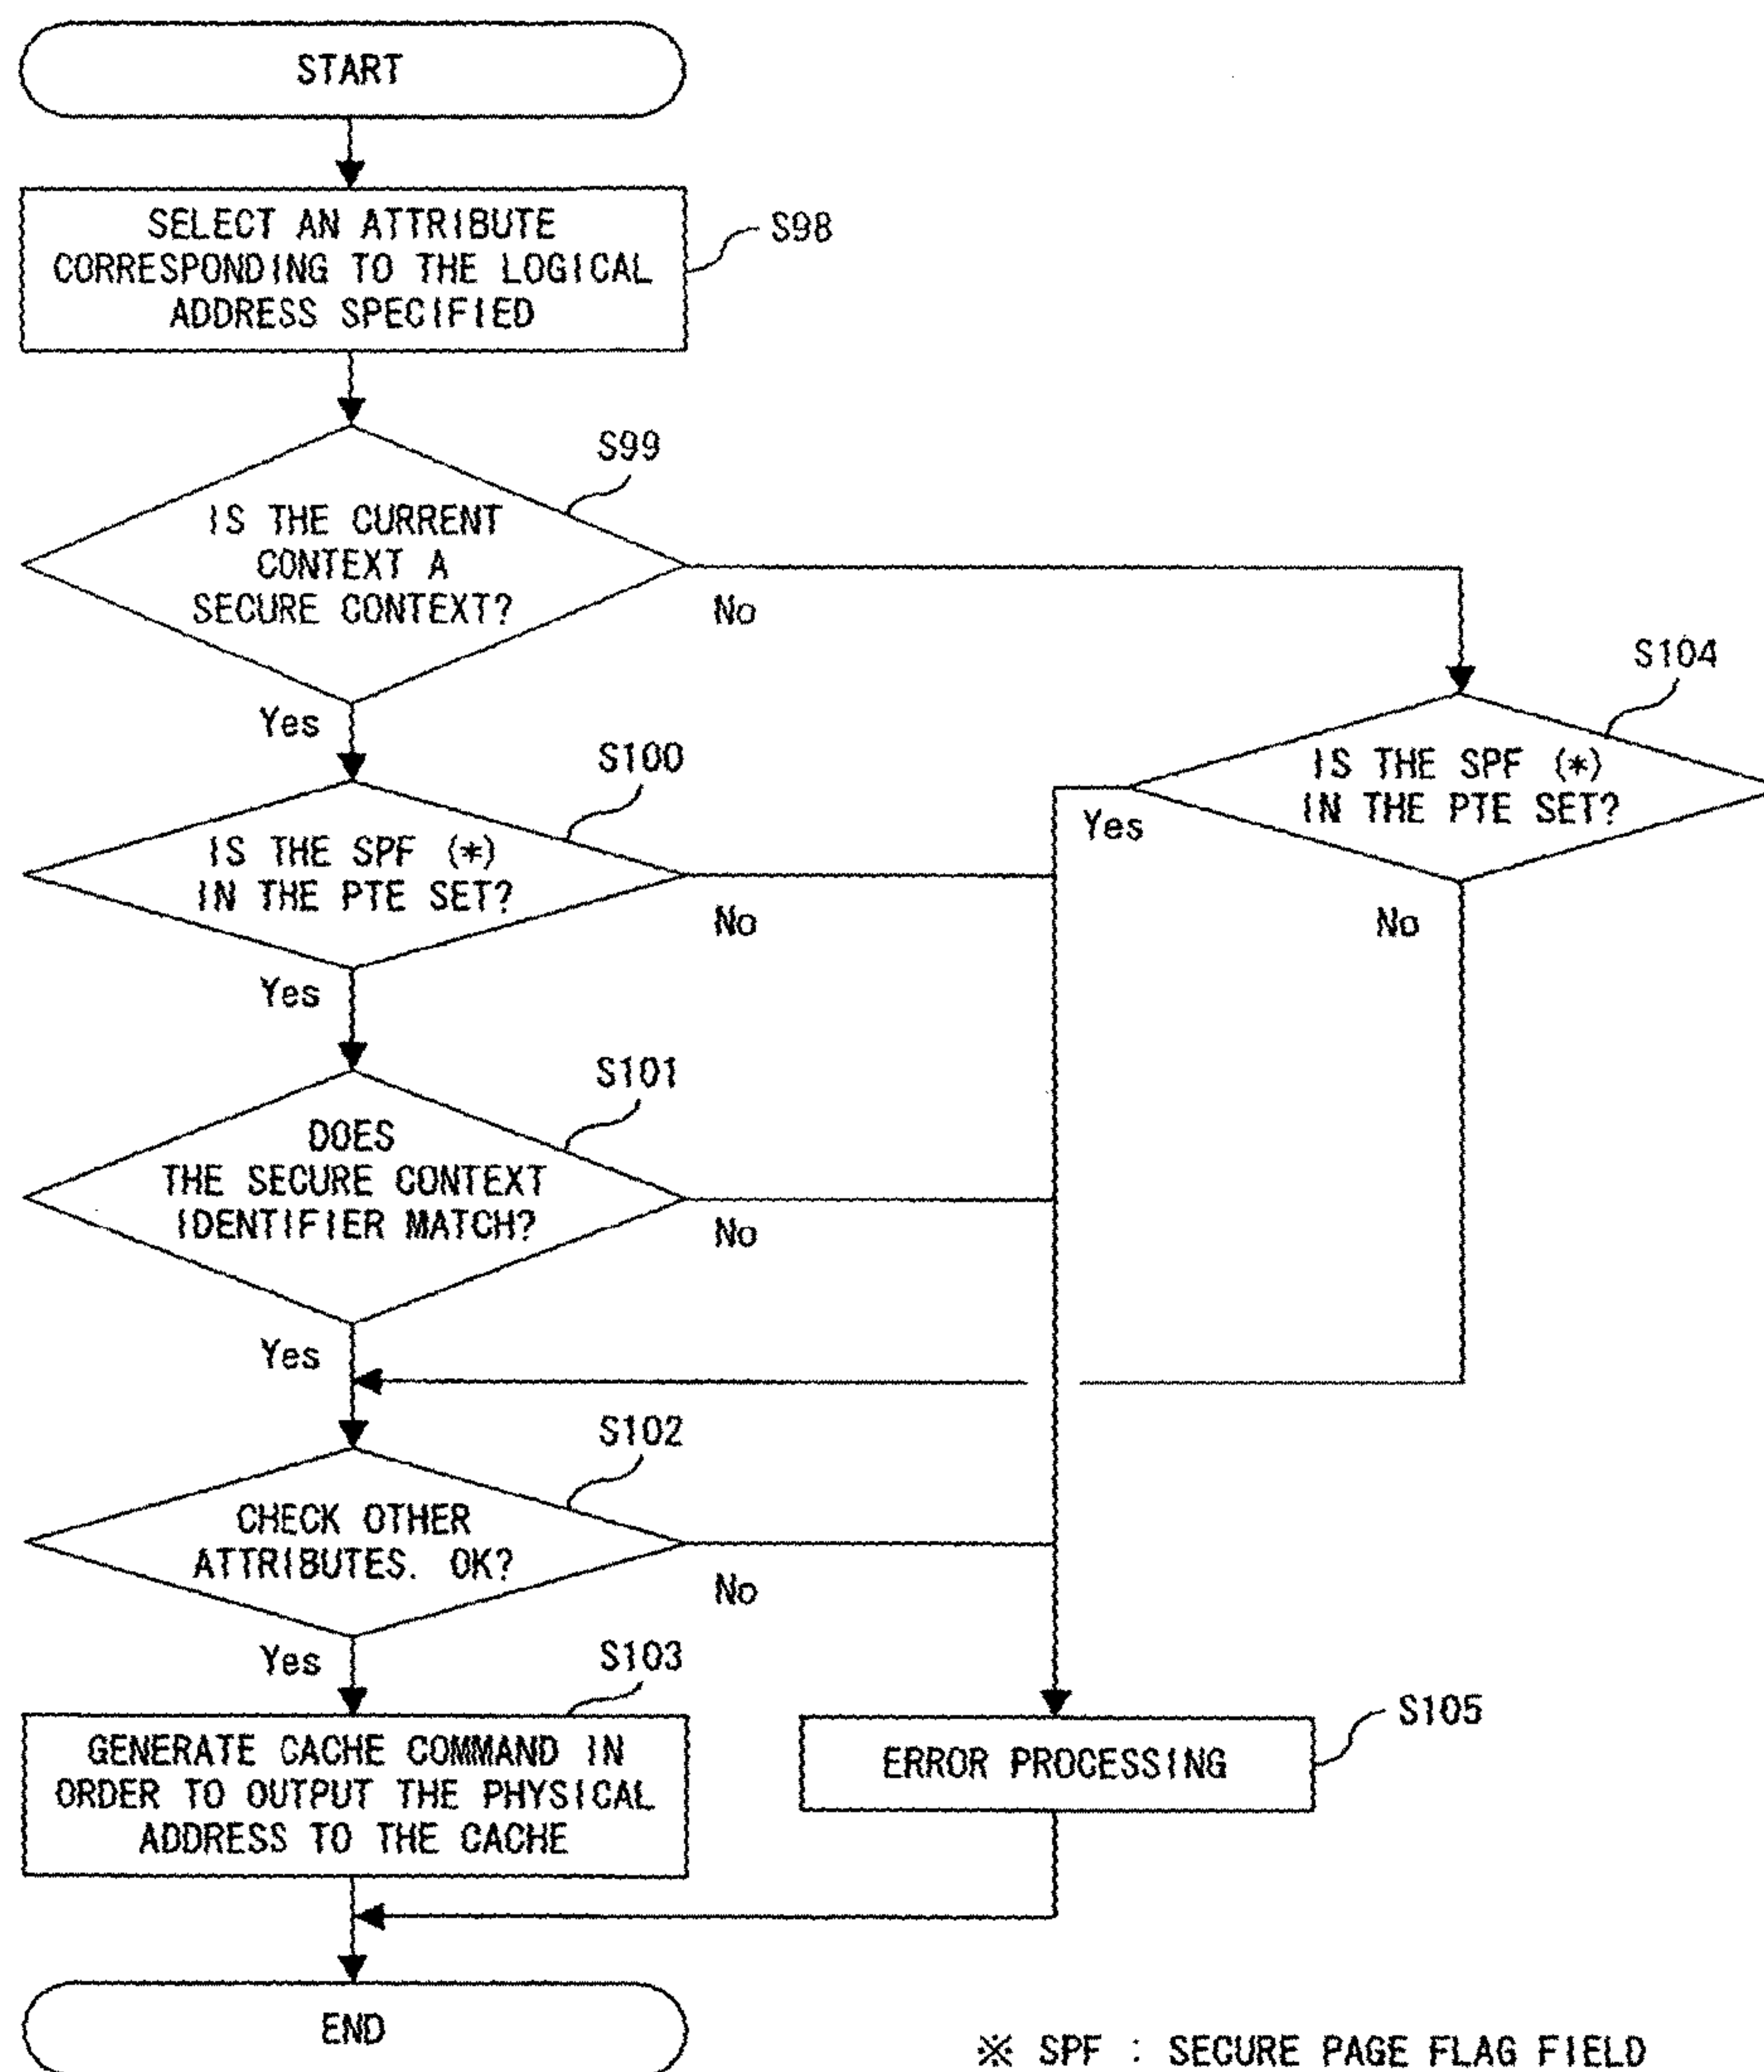 START
SELECT AN ATTRIBUTE
CORRESPONDING TO THE LOGICAL
ADDRESS SPECIFIED
S98
S99
IS THE CURRENT
CONTEXT A
SECURE CONTEXT?
No
Yes
S104
IS THE SPF (*)
IN THE PTE SET?
Yes
No
S100
IS THE SPF (*)
IN THE PTE SET?
No
Yes
S101
DOES
THE SECURE CONTEXT
IDENTIFIER MATCH?
No
Yes
S102
CHECK OTHER
ATTRIBUTES. OK?
No
Yes
S103
GENERATE CACHE COMMAND IN
ORDER TO OUTPUT THE PHYSICAL
ADDRESS TO THE CACHE
S105
ERROR PROCESSING
END
※ SPF : SECURE PAGE FLAG FIELD